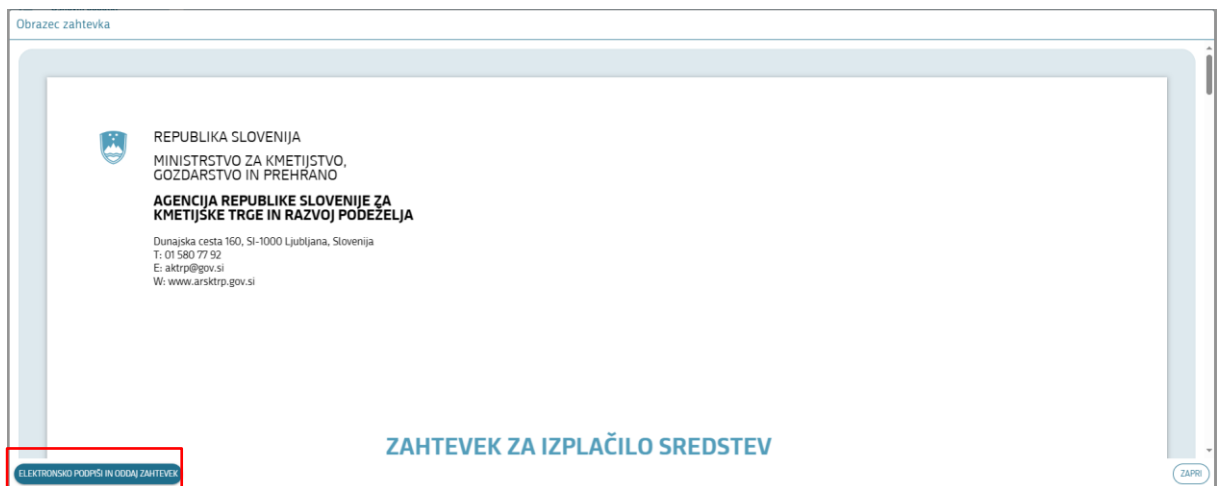 Obrazec zahtevka
REPUBLIKA SLOVENIJA
MINISTRSTVO ZA KMETIJSTVO,
GOZDARSTVO IN PREHRANO
AGENCIJA REPUBLIKE SLOVENIJE ZA
KMETIJSKE TRGE IN RAZVOJ PODEŽELJA
Dunajska cesta 160, SI-1000 Ljubljana, Slovenija
T: 01 580 77 92
E: aktrp@gov.si
W: www.arsktrp.gov.si
ZAHTEVEK ZA IZPLAČILO SREDSTEV
ELEKTRONSKO PODPIŠI IN ODDAJ ZAHTEVEK
ZAPRI